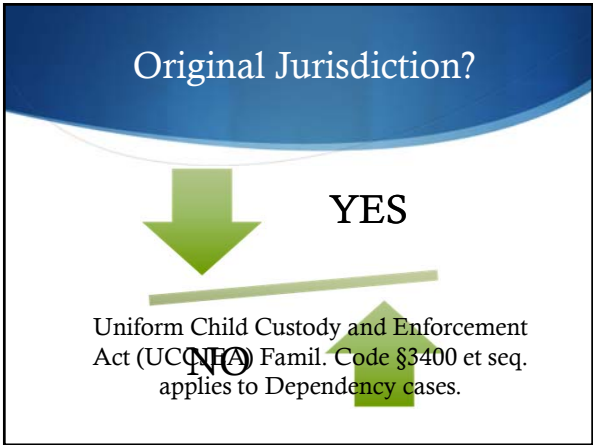 Original Jurisdiction?
YES
Uniform Child Custody and Enforcement
Act (UCCJEA) Famil. Code §3400 et seq.
NO
applies to Dependency cases.